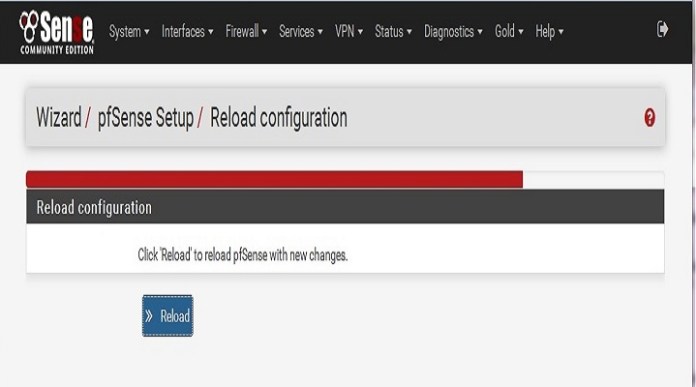 Sense
COMMUNITY EDITION
System Interfaces Firewall Services VPN Status Diagnostics Gold Help
Wizard / pfSense Setup / Reload configuration
Reload configuration
Click 'Reload' to reload pfSense with new changes.
» Reload